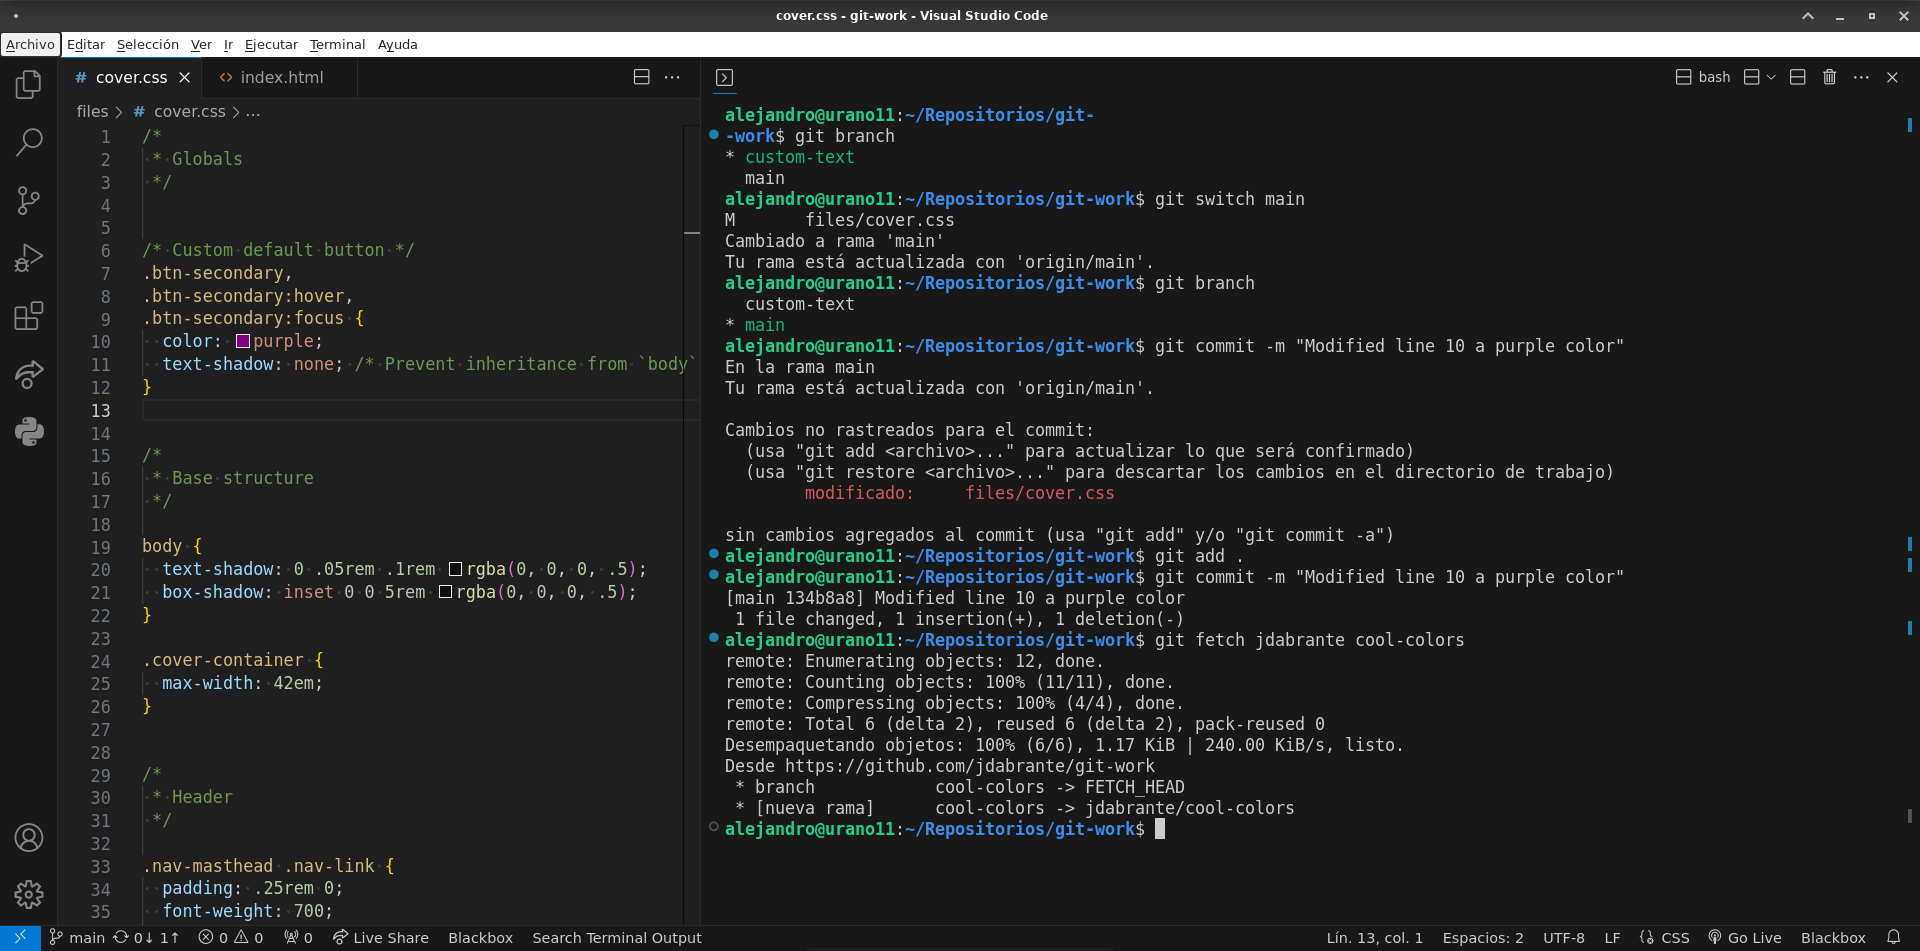 cover.css - git-work - Visual Studio Code
Archivo Editar Selección Ver Ir Ejecutar Terminal Ayuda
# cover.css <> index.html ···
files > # cover.css > ...
1 /*
2 * Globals
3 */
4
5
6 /* Custom default button */
7 .btn-secondary,
8 .btn-secondary:hover,
9 .btn-secondary:focus {
10 color: purple;
11 text-shadow: none; /* Prevent inheritance from `body`
12 }
13
14
15 /*
16 * Base structure
17 */
18
19 body {
20 text-shadow: 0 .05rem .1rem rgba(0, 0, 0, .5);
21 box-shadow: inset 0 0 5rem rgba(0, 0, 0, .5);
22 }
23
24 .cover-container {
25 max-width: 42em;
26 }
27
28
29 /*
30 * Header
31 */
32
33 .nav-masthead .nav-link {
34 padding: .25rem 0;
35 font-weight: 700;
bash ···
alejandro@urano11:~/Repositorios/git-
-work$ git branch
* custom-text
main
alejandro@urano11:~/Repositorios/git-work$ git switch main
M files/cover.css
Cambiado a rama 'main'
Tu rama está actualizada con 'origin/main'.
alejandro@urano11:~/Repositorios/git-work$ git branch
custom-text
* main
alejandro@urano11:~/Repositorios/git-work$ git commit -m "Modified line 10 a purple color"
En la rama main
Tu rama está actualizada con 'origin/main'.
Cambios no rastreados para el commit:
(usa "git add <archivo>..." para actualizar lo que será confirmado)
(usa "git restore <archivo>..." para descartar los cambios en el directorio de trabajo)
modificado: files/cover.css
sin cambios agregados al commit (usa "git add" y/o "git commit -a")
alejandro@urano11:~/Repositorios/git-work$ git add .
alejandro@urano11:~/Repositorios/git-work$ git commit -m "Modified line 10 a purple color"
[main 134b8a8] Modified line 10 a purple color
1 file changed, 1 insertion(+), 1 deletion(-)
alejandro@urano11:~/Repositorios/git-work$ git fetch jdabrante cool-colors
remote: Enumerating objects: 12, done.
remote: Counting objects: 100% (11/11), done.
remote: Compressing objects: 100% (4/4), done.
remote: Total 6 (delta 2), reused 6 (delta 2), pack-reused 0
Desempaquetando objetos: 100% (6/6), 1.17 KiB | 240.00 KiB/s, listo.
Desde https://github.com/jdabrante/git-work
* branch cool-colors -> FETCH_HEAD
* [nueva rama] cool-colors -> jdabrante/cool-colors
alejandro@urano11:~/Repositorios/git-work$
main 0↓ 1↑ 0 0 0 Live Share Blackbox Search Terminal Output Lín. 13, col. 1 Espacios: 2 UTF-8 LF CSS Go Live Blackbox